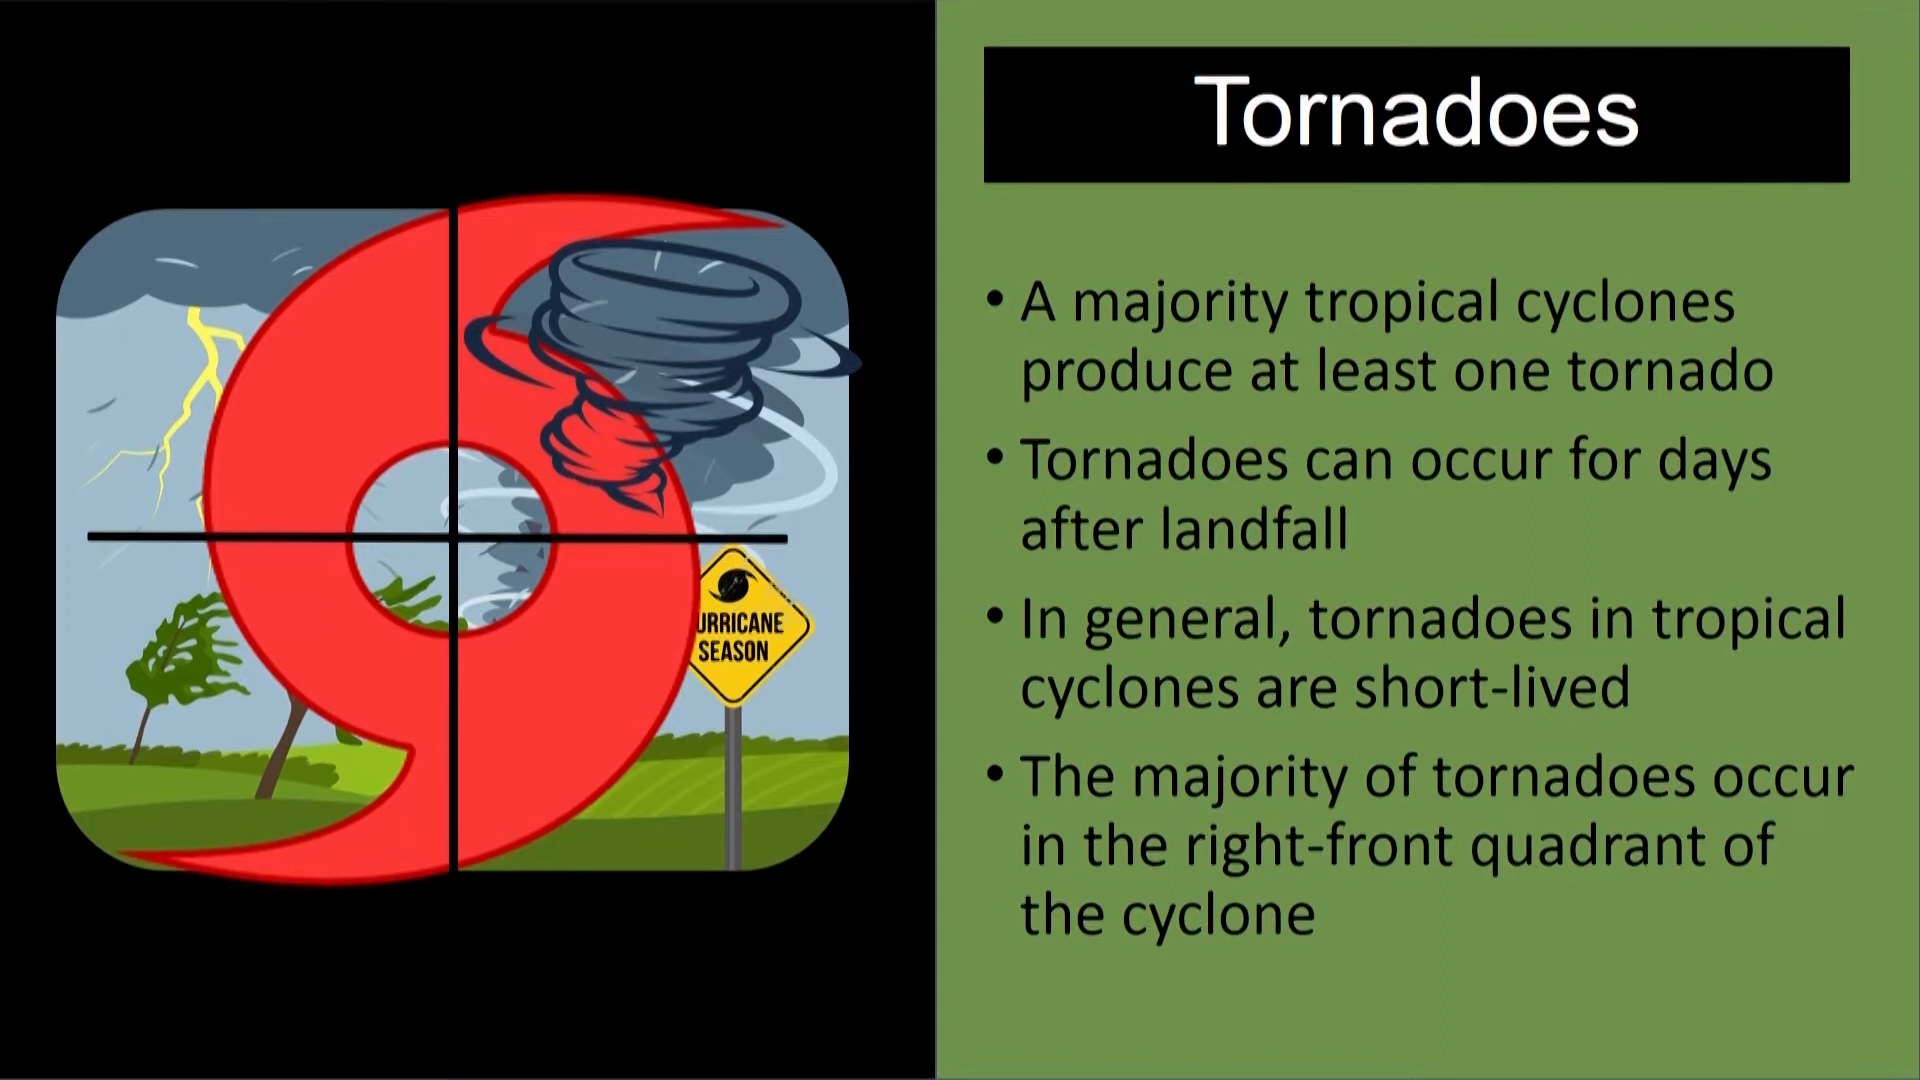 Tornadoes
• A majority tropical cyclones
produce at least one tornado
• Tornadoes can occur for days
after landfall
• In general, tornadoes in tropical
cyclones are short-lived
• The majority of tornadoes occur
in the right-front quadrant of
the cyclone
URRICANE
SEASON